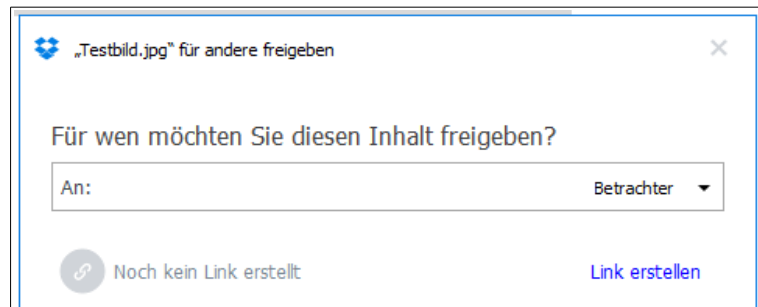 „Testbild.jpg“ für andere freigeben
Für wen möchten Sie diesen Inhalt freigeben?
An: Betrachter
Noch kein Link erstellt Link erstellen